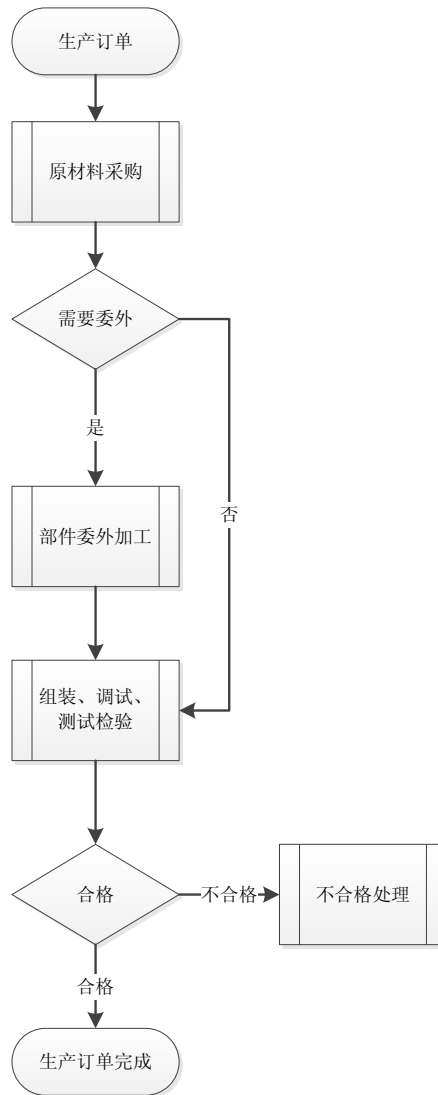 生产订单
原材料采购
需要委外
是
否
部件委外加工
组装、调试、
测试检验
合格
不合格
不合格处理
合格
生产订单完成